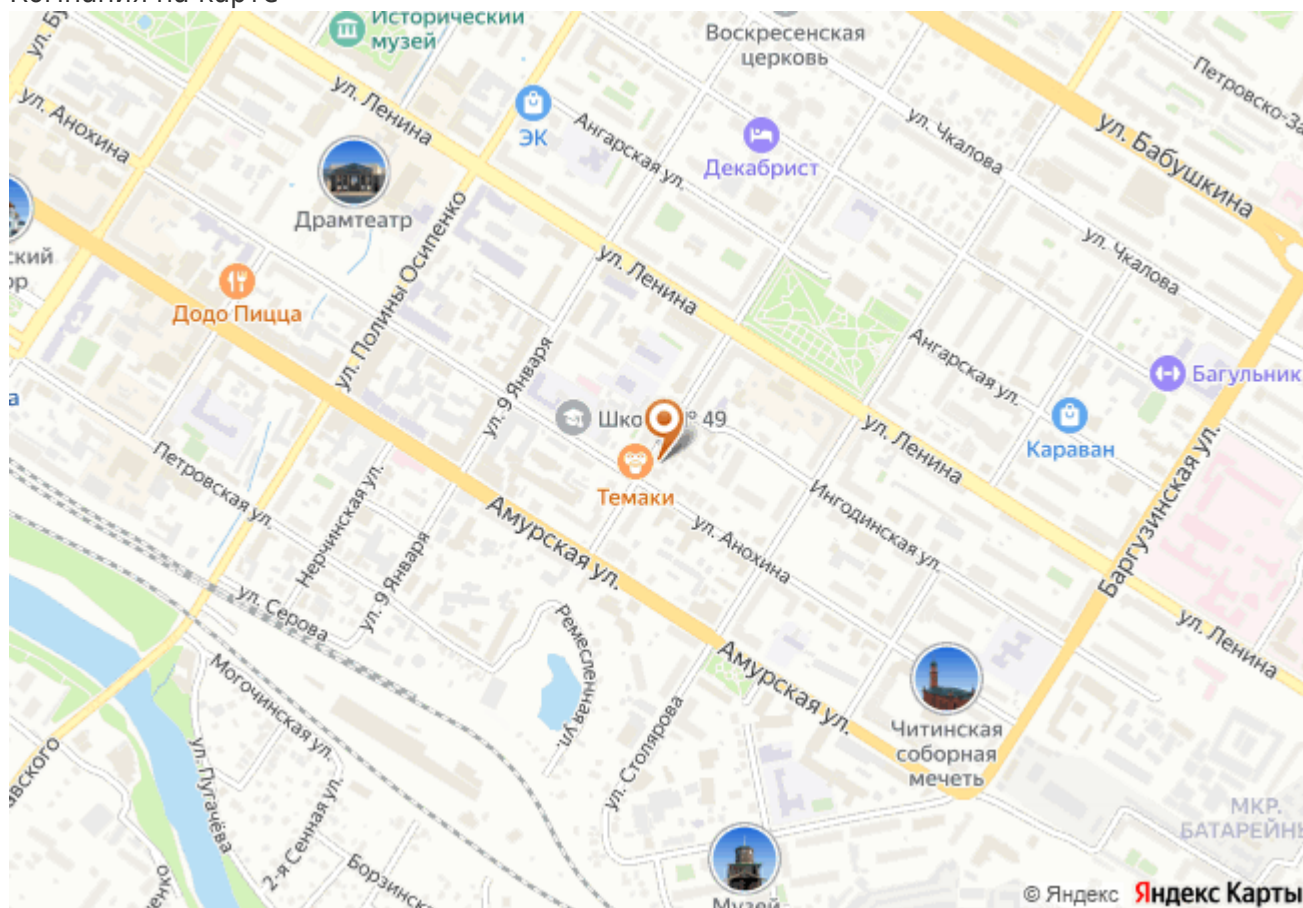 Компания на карте
Исторический
музей
Воскресенская
церковь
ул. Анохина
ул. Ленина
ЭК
Ангарская ул.
Декабрист
ул. Чкалова
ул. Бабушкина
Драмтеатр
ул. Полины Осипенко
ул. Ленина
ул. Чкалова
Додо Пицца
ул. 9 Января
Ангарская ул.
Багульник
Школа № 49
Караван
ул. Ленина
Темаки
Петровская ул.
Нерчинская ул.
Амурская ул.
ул. Анохина
Ингодинская ул.
Баргузинская ул.
ул. 9 Января
ул. Серова
Ремесленная ул.
ул. Ленина
Могочинская ул.
Амурская ул.
ул. Столярова
Читинская
соборная
мечеть
ул. Пугачёва
2-я Сенная ул.
МКР.
Музей
© Яндекс Яндекс Карты